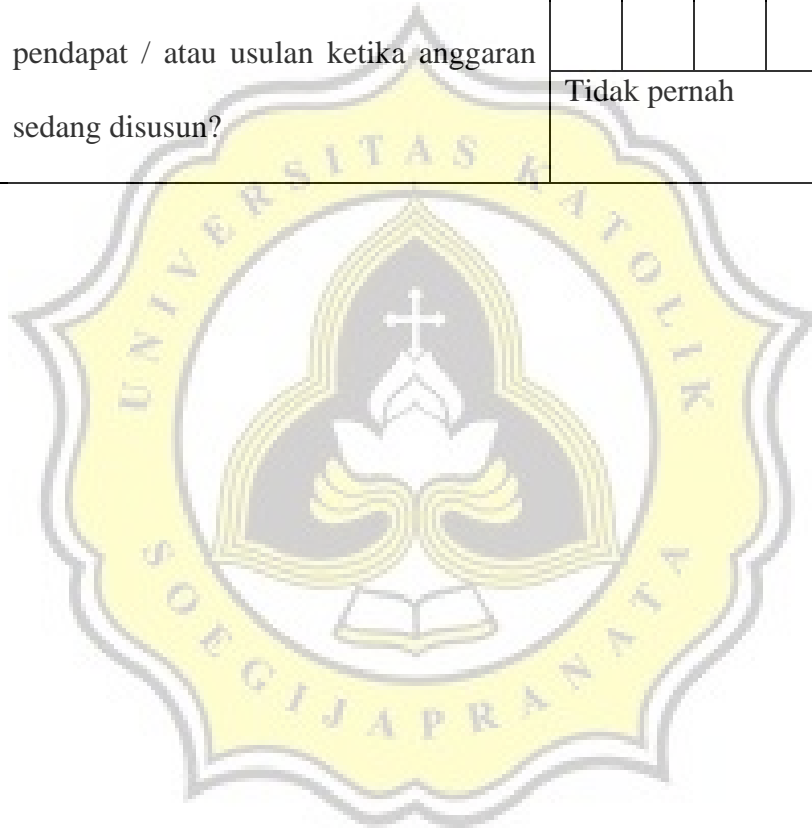 pendapat / atau usulan ketika anggaran
sedang disusun?
Tidak pernah
UNIVERSITAS KATOLIK
SOEGIJAPRANATA